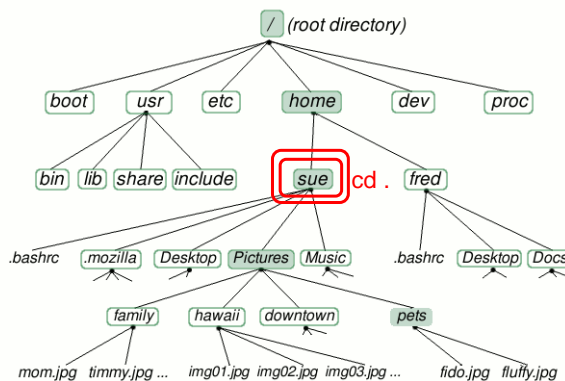 / (root directory)
boot usr etc home dev proc
bin lib share include sue cd . fred
.bashrc .mozilla Desktop Pictures Music .bashrc Desktop Docs
family hawaii downtown pets
mom.jpg timmy.jpg ... img01.jpg img02.jpg img03.jpg ... fido.jpg fluffy.jpg